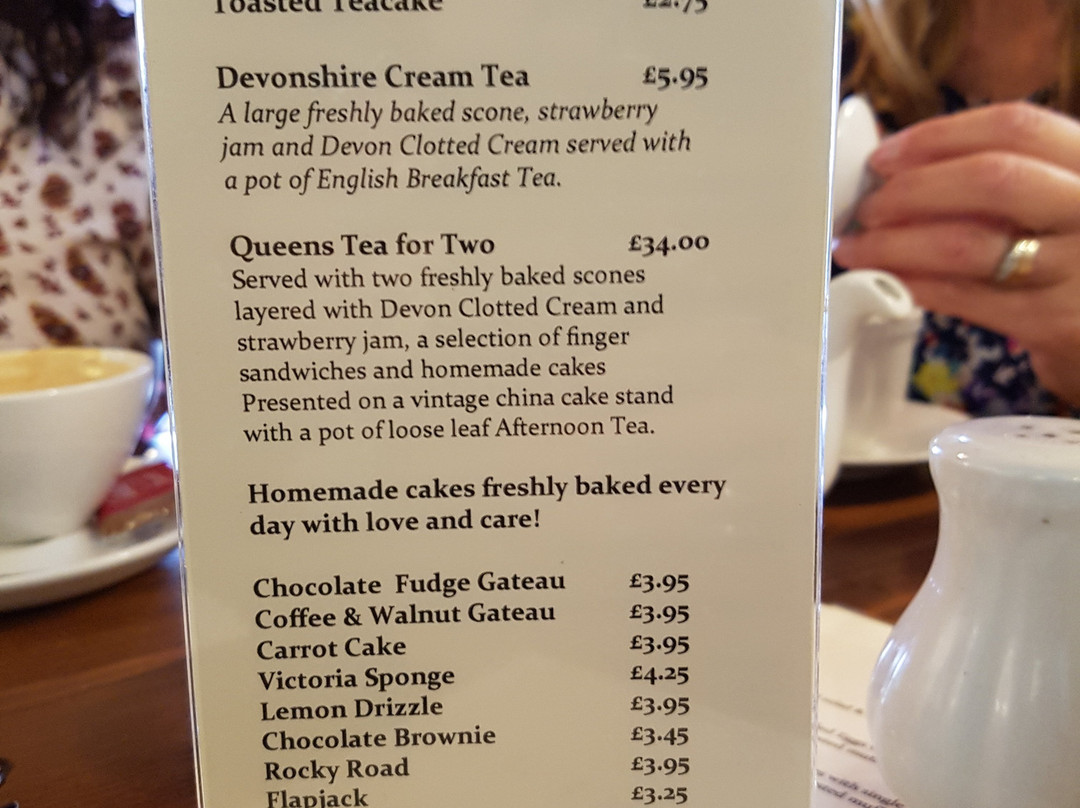 Toasted Teacake £2.75
Devonshire Cream Tea £5.95
A large freshly baked scone, strawberry
jam and Devon Clotted Cream served with
a pot of English Breakfast Tea.
Queens Tea for Two £34.00
Served with two freshly baked scones
layered with Devon Clotted Cream and
strawberry jam, a selection of finger
sandwiches and homemade cakes
Presented on a vintage china cake stand
with a pot of loose leaf Afternoon Tea.
Homemade cakes freshly baked every
day with love and care!
Chocolate Fudge Gateau £3.95
Coffee & Walnut Gateau £3.95
Carrot Cake £3.95
Victoria Sponge £4.25
Lemon Drizzle £3.95
Chocolate Brownie £3.45
Rocky Road £3.95
Flapjack £3.25